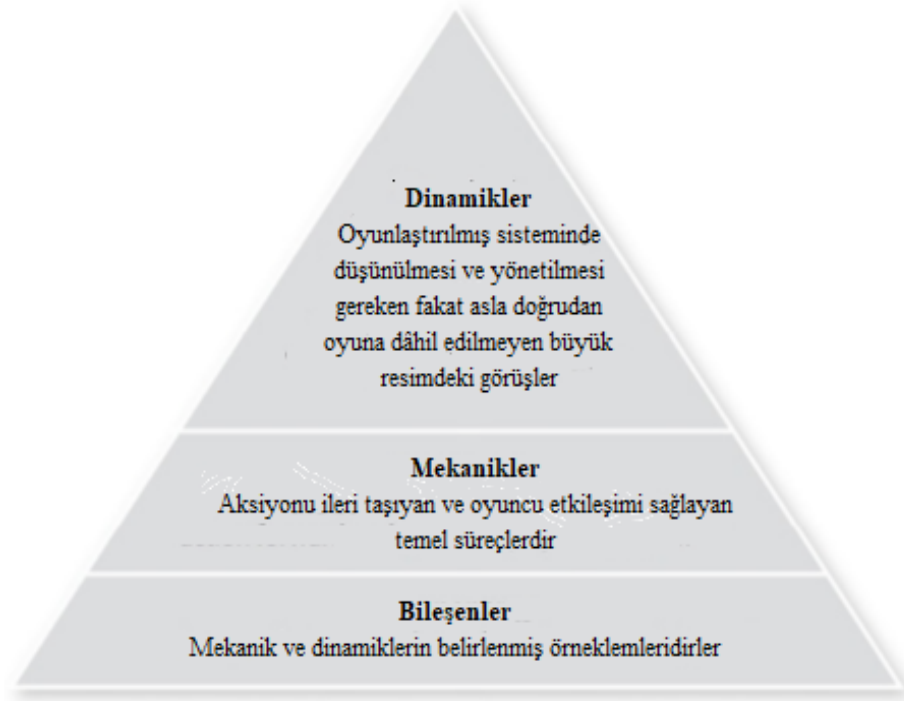 Dinamikler
Oyunlaştırılmış sisteminde
düşünülmesi ve yönetilmesi
gereken fakat asla doğrudan
oyuna dâhil edilmeyen büyük
resimdeki görüşler
Mekanikler
Aksiyonu ileri taşıyan ve oyuncu etkileşimi sağlayan
temel süreçlerdir
Bileşenler
Mekanik ve dinamiklerin belirlenmiş örneklemleridirler